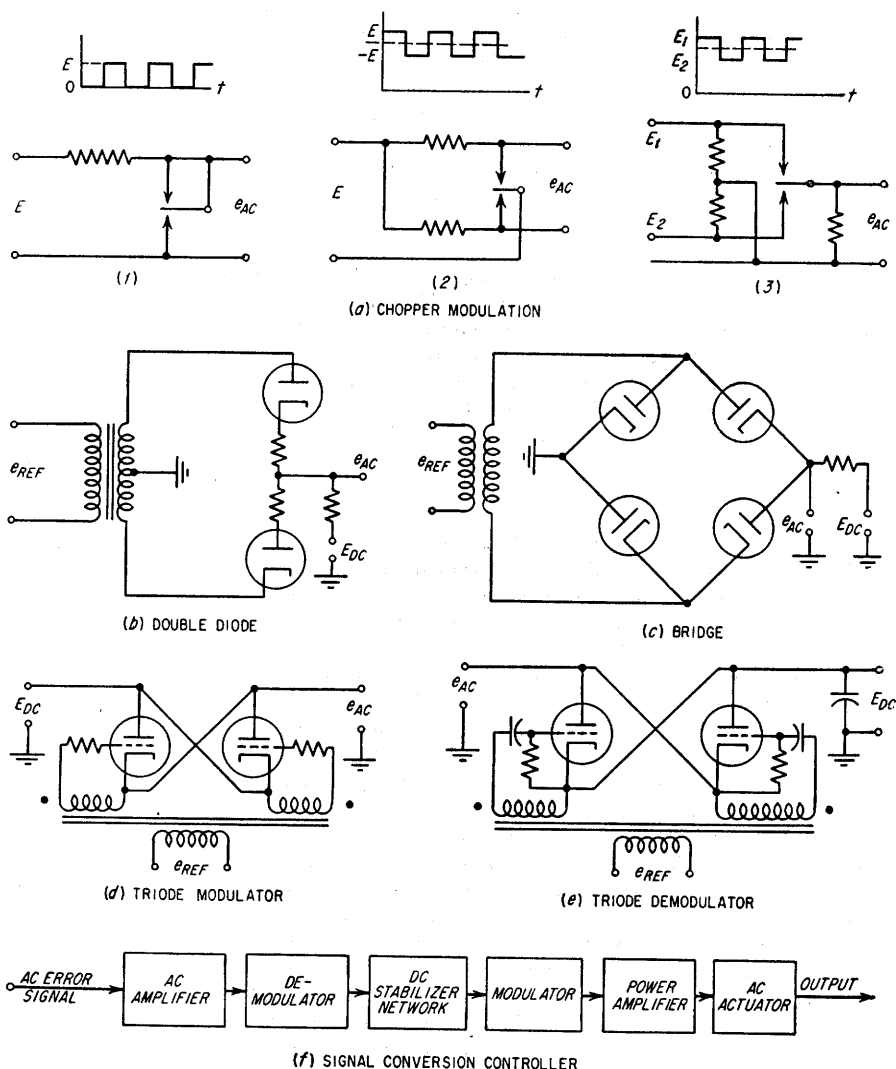 E
0
t
E
-E
t
E1
E2
0
t
E
eAC
(1)
E
eAC
(2)
E1
E2
eAC
(3)
(a) CHOPPER MODULATION
eREF
eAC
EDC
(b) DOUBLE DIODE
eREF
eAC
EDC
(c) BRIDGE
EDC
eAC
eREF
(d) TRIODE MODULATOR
eAC
EDC
eREF
(e) TRIODE DEMODULATOR
AC ERROR
SIGNAL
AC
AMPLIFIER
DE-
MODULATOR
DC
STABILIZER
NETWORK
MODULATOR
POWER
AMPLIFIER
AC
ACTUATOR
OUTPUT
(f) SIGNAL CONVERSION CONTROLLER